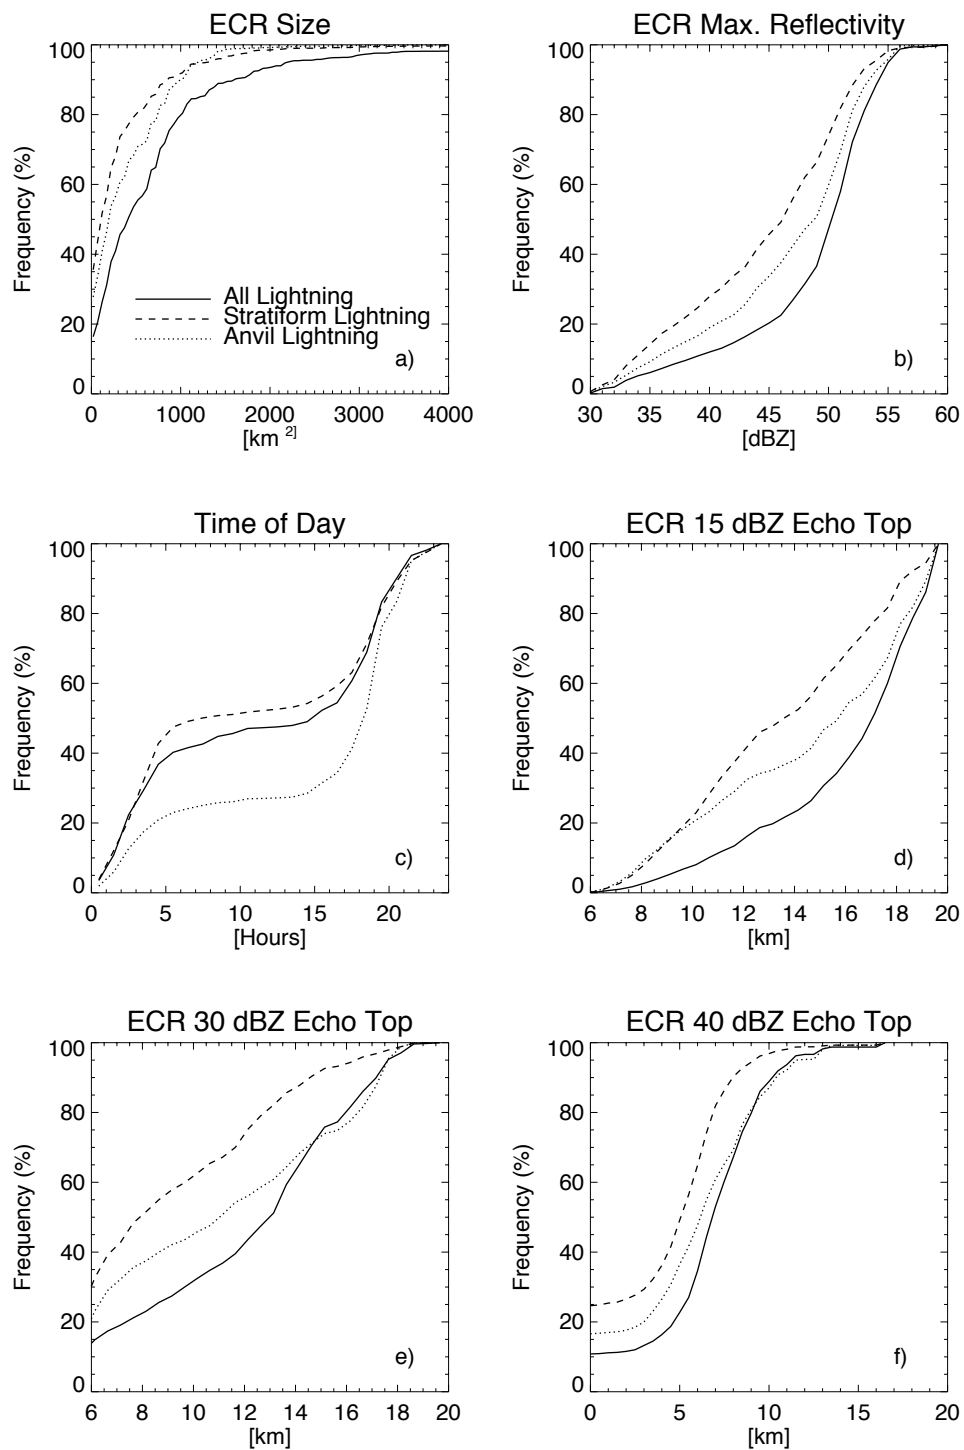 ECR Size
100
80
60
40
20
0
Frequency (%)
All Lightning
Stratiform Lightning
Anvil Lightning
a)
0 1000 2000 3000 4000
[km 2]
ECR Max. Reflectivity
100
80
60
40
20
0
Frequency (%)
b)
30 35 40 45 50 55 60
[dBZ]
Time of Day
100
80
60
40
20
0
Frequency (%)
c)
0 5 10 15 20
[Hours]
ECR 15 dBZ Echo Top
100
80
60
40
20
0
Frequency (%)
d)
6 8 10 12 14 16 18 20
[km]
ECR 30 dBZ Echo Top
100
80
60
40
20
0
Frequency (%)
e)
6 8 10 12 14 16 18 20
[km]
ECR 40 dBZ Echo Top
100
80
60
40
20
0
Frequency (%)
f)
0 5 10 15 20
[km]